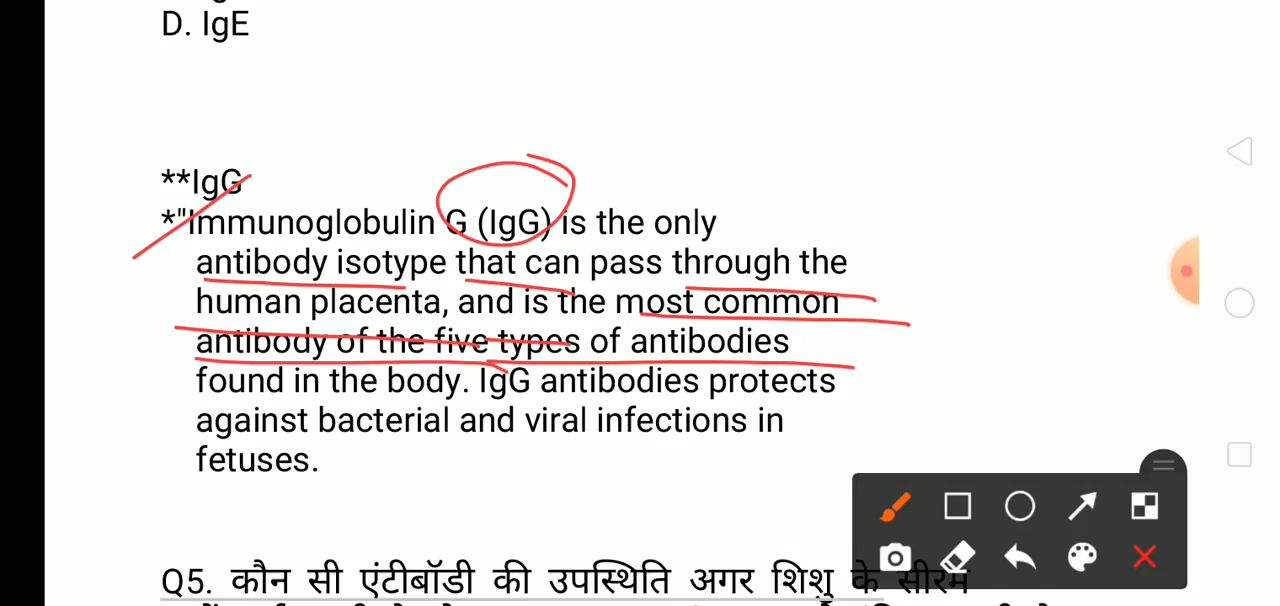 D. IgE
**IgG
*"Immunoglobulin G (IgG) is the only
antibody isotype that can pass through the
human placenta, and is the most common
antibody of the five types of antibodies
found in the body. IgG antibodies protects
against bacterial and viral infections in
fetuses.
Q5. कौन सी एंटीबॉडी की उपस्थिति अगर शिशु के सीरम